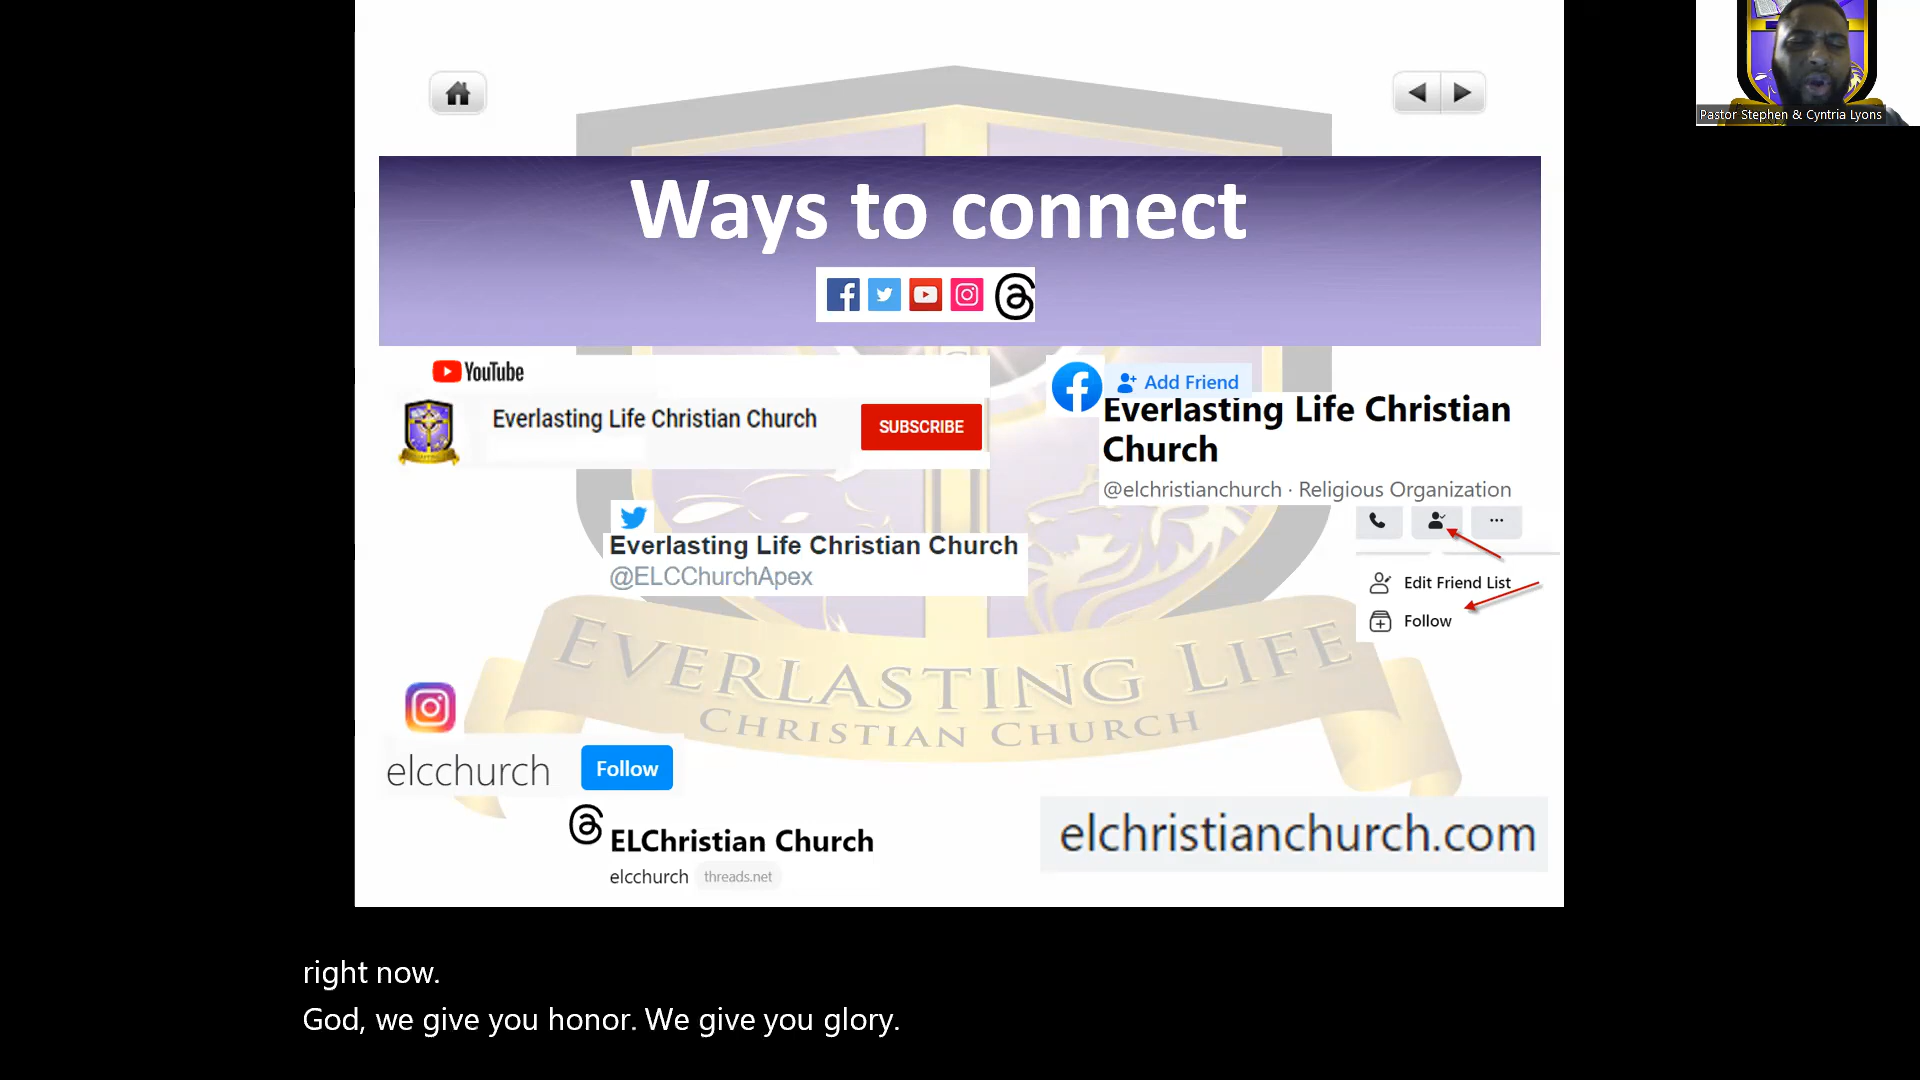 Pastor Stephen & Cyntria Lyons
Ways to connect
YouTube
Everlasting Life Christian Church
SUBSCRIBE
Add Friend
Everlasting Life Christian
Church
@elchristianchurch · Religious Organization
Everlasting Life Christian Church
@ELCChurchApex
Edit Friend List
Follow
EVERLASTING LIFE
CHRISTIAN CHURCH
elcchurch
Follow
ELChristian Church
elcchurch threads.net
elchristianchurch.com
right now.
God, we give you honor. We give you glory.